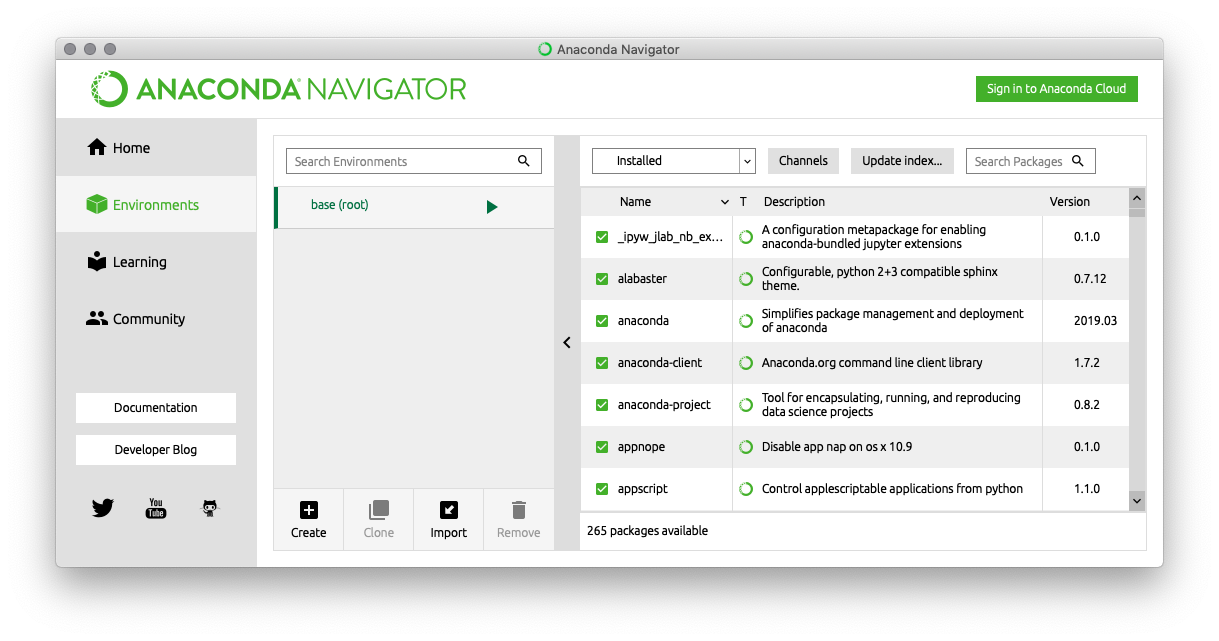 Anaconda Navigator
ANACONDA NAVIGATOR
Sign in to Anaconda Cloud
Home
Environments
Learning
Community
Documentation
Developer Blog
You
Tube
Search Environments
base (root)
Create
Clone
Import
Remove
Installed
Channels
Update index...
Search Packages
Name T Description Version
_ipyw_jlab_nb_ex... A configuration metapackage for enabling
anaconda-bundled jupyter extensions 0.1.0
alabaster Configurable, python 2+3 compatible sphinx
theme. 0.7.12
anaconda Simplifies package management and deployment
of anaconda 2019.03
anaconda-client Anaconda.org command line client library 1.7.2
anaconda-project Tool for encapsulating, running, and reproducing
data science projects 0.8.2
appnope Disable app nap on os x 10.9 0.1.0
appscript Control applescriptable applications from python 1.1.0
265 packages available